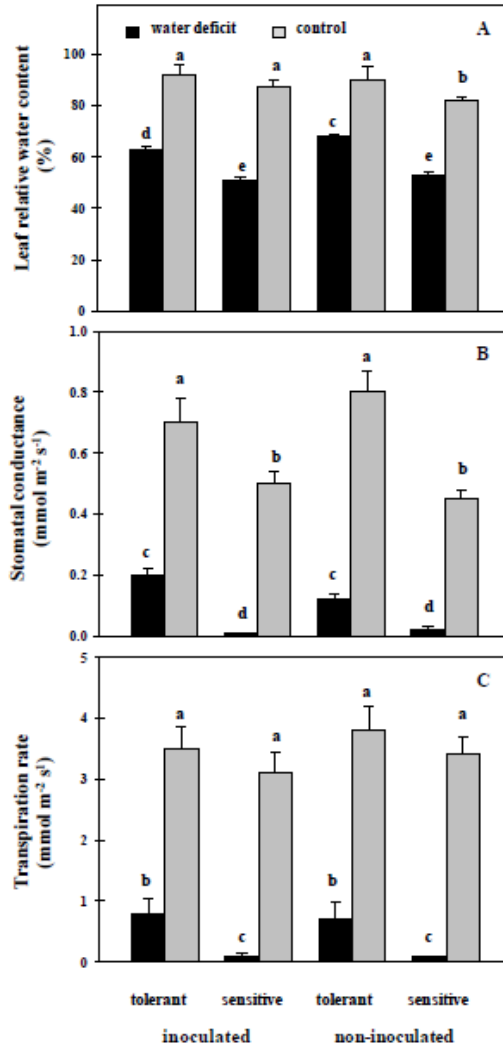 water deficit control A
Leaf relative water content
(%)
100
80
60
40
20
0
d a e a c a e b
B
Stomatal conductance
(mmol m-2 s-1)
1.0
0.8
0.6
0.4
0.2
0.0
c a d b c a d b
C
Transpiration rate
(mmol m-2 s1)
5
4
3
2
1
0
b a c a b a c a
tolerant sensitive tolerant sensitive
inoculated non-inoculated